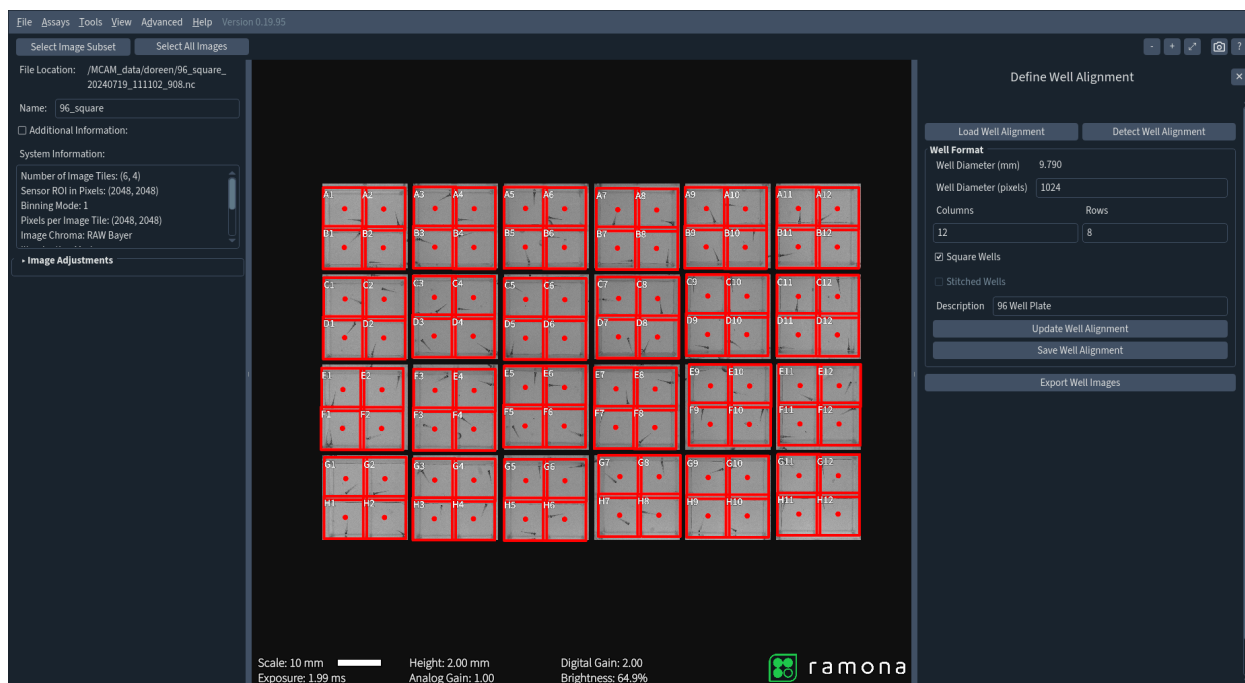 File Assays Tools View Advanced Help Version 0.19.95
Select Image Subset Select All Images - + ?
File Location: /MCAM_data/doreen/96_square_
20240719_111102_908.nc
Name: 96_square
Additional Information:
System Information:
Number of Image Tiles: (6, 4)
Sensor ROI in Pixels: (2048, 2048)
Binning Mode: 1
Pixels per Image Tile: (2048, 2048)
Image Chroma: RAW Bayer
Image Adjustments
A1 A2 A3 A4 A5 A6 A7 A8 A9 A10 A11 A12
B1 B2 B3 B4 B5 B6 B7 B8 B9 B10 B11 B12
C1 C2 C3 C4 C5 C6 C7 C8 C9 C10 C11 C12
D1 D2 D3 D4 D5 D6 D7 D8 D9 D10 D11 D12
E1 E2 E3 E4 E5 E6 E7 E8 E9 E10 E11 E12
F1 F2 F3 F4 F5 F6 F7 F8 F9 F10 F11 F12
G1 G2 G3 G4 G5 G6 G7 G8 G9 G10 G11 G12
H1 H2 H3 H4 H5 H6 H7 H8 H9 H10 H11 H12
Scale: 10 mm Height: 2.00 mm Digital Gain: 2.00
Exposure: 1.99 ms Analog Gain: 1.00 Brightness: 64.9%
ramona
Define Well Alignment
Load Well Alignment Detect Well Alignment
Well Format
Well Diameter (mm) 9.790
Well Diameter (pixels) 1024
Columns Rows
12 8
Square Wells
Stitched Wells
Description 96 Well Plate
Update Well Alignment
Save Well Alignment
Export Well Images